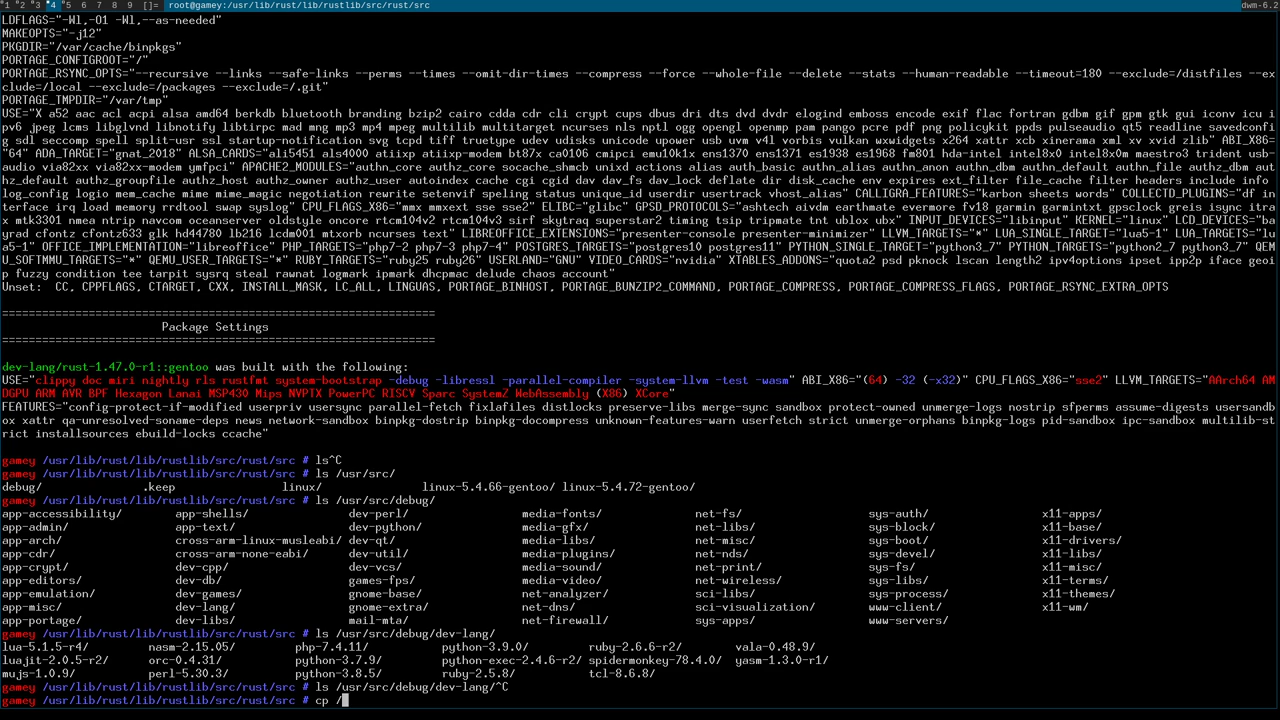 1 2 3 4 5 6 7 8 9 []= root@gamey:/usr/lib/rust/lib/rustlib/src/rust/src dwm-6.2
LDFLAGS="-Wl,-O1 -Wl,--as-needed"
MAKEOPTS="-j12"
PKGDIR="/var/cache/binpkgs"
PORTAGE_CONFIGROOT="/"
PORTAGE_RSYNC_OPTS="--recursive --links --safe-links --perms --times --omit-dir-times --compress --force --whole-file --delete --stats --human-readable --timeout=180 --exclude=/distfiles --ex
clude=/local --exclude=/packages --exclude=/.git"
PORTAGE_TMPDIR="/var/tmp"
USE="X a52 aac acl acpi alsa amd64 berkdb bluetooth branding bzip2 cairo cdda cdr cli crypt cups dbus dri dts dvd dvdr elogind emboss encode exif flac fortran gdbm gif gpm gtk gui iconv icu i
pv6 jpeg lcms libglvnd libnotify libtirpc mad mng mp3 mp4 mpeg multilib multitarget ncurses nls nptl ogg opengl openmp pam pango pcre pdf png policykit ppds pulseaudio qt5 readline savedconfi
g sdl seccomp spell split-usr ssl startup-notification svg tcpd tiff truetype udev udisks unicode upower usb uvm v4l vorbis vulkan wxwidgets x264 xattr xcb xinerama xml xv xvid zlib" ABI_X86=
"64" ADA_TARGET="gnat_2018" ALSA_CARDS="ali5451 als4000 atiixp atiixp-modem bt87x ca0106 cmipci emu10k1x ens1370 ens1371 es1938 es1968 fm801 hda-intel intel8x0 intel8x0m maestro3 trident usb-
audio via82xx via82xx-modem ymfpci" APACHE2_MODULES="authn_core authz_core socache_shmcb unixd actions alias auth_basic authn_alias authn_anon authn_dbm authn_default authn_file authz_dbm aut
hz_default authz_groupfile authz_host authz_owner authz_user autoindex cache cgi cgid dav dav_fs dav_lock deflate dir disk_cache env expires ext_filter file_cache filter headers include info
log_config logio mem_cache mime mime_magic negotiation rewrite setenvif speling status unique_id userdir usertrack vhost_alias" CALLIGRA_FEATURES="karbon sheets words" COLLECTD_PLUGINS="df in
terface irq load memory rrdtool swap syslog" CPU_FLAGS_X86="mmx mmxext sse sse2" ELIBC="glibc" GPSD_PROTOCOLS="ashtech aivdm earthmate evermore fv18 garmin garmintxt gpsclock greis isync itra
x mtk3301 nmea ntrip navcom oceanserver oldstyle oncore rtcm104v2 rtcm104v3 sirf skytraq superstar2 timing tsip tripmate tnt ublox ubx" INPUT_DEVICES="libinput" KERNEL="linux" LCD_DEVICES="ba
yrad cfontz cfontz633 glk hd44780 lb216 lcdm001 mtxorb ncurses text" LIBREOFFICE_EXTENSIONS="presenter-console presenter-minimizer" LLVM_TARGETS="*" LUA_SINGLE_TARGET="lua5-1" LUA_TARGETS="lu
a5-1" OFFICE_IMPLEMENTATION="libreoffice" PHP_TARGETS="php7-2 php7-3 php7-4" POSTGRES_TARGETS="postgres10 postgres11" PYTHON_SINGLE_TARGET="python3_7" PYTHON_TARGETS="python2_7 python3_7" QEM
U_SOFTMMU_TARGETS="*" QEMU_USER_TARGETS="*" RUBY_TARGETS="ruby25 ruby26" USERLAND="GNU" VIDEO_CARDS="nvidia" XTABLES_ADDONS="quota2 psd pknock lscan length2 ipv4options ipset ipp2p iface geoi
p fuzzy condition tee tarpit sysrq steal rawnat logmark ipmark dhcpmac delude chaos account"
Unset:  CC, CPPFLAGS, CTARGET, CXX, INSTALL_MASK, LC_ALL, LINGUAS, PORTAGE_BINHOST, PORTAGE_BUNZIP2_COMMAND, PORTAGE_COMPRESS, PORTAGE_COMPRESS_FLAGS, PORTAGE_RSYNC_EXTRA_OPTS
=================================================================
Package Settings
=================================================================
dev-lang/rust-1.47.0-r1::gentoo was built with the following:
USE="clippy doc miri nightly rls rustfmt system-bootstrap -debug -libressl -parallel-compiler -system-llvm -test -wasm" ABI_X86="(64) -32 (-x32)" CPU_FLAGS_X86="sse2" LLVM_TARGETS="AArch64 AM
DGPU ARM AVR BPF Hexagon Lanai MSP430 Mips NVPTX PowerPC RISCV Sparc SystemZ WebAssembly (X86) XCore"
FEATURES="config-protect-if-modified userpriv usersync parallel-fetch fixlafiles distlocks preserve-libs merge-sync sandbox protect-owned unmerge-logs nostrip sfperms assume-digests usersandb
ox xattr qa-unresolved-soname-deps news network-sandbox binpkg-dostrip binpkg-docompress unknown-features-warn userfetch strict unmerge-orphans binpkg-logs pid-sandbox ipc-sandbox multilib-st
rict installsources ebuild-locks ccache"
gamey /usr/lib/rust/lib/rustlib/src/rust/src # ls^C
gamey /usr/lib/rust/lib/rustlib/src/rust/src # ls /usr/src/
debug/ .keep linux/ linux-5.4.66-gentoo/ linux-5.4.72-gentoo/
gamey /usr/lib/rust/lib/rustlib/src/rust/src # ls /usr/src/debug/
app-accessibility/ app-shells/ dev-perl/ media-fonts/ net-fs/ sys-auth/ x11-apps/
app-admin/ app-text/ dev-python/ media-gfx/ net-libs/ sys-block/ x11-base/
app-arch/ cross-arm-linux-musleabi/ dev-qt/ media-libs/ net-misc/ sys-boot/ x11-drivers/
app-cdr/ cross-arm-none-eabi/ dev-util/ media-plugins/ net-nds/ sys-devel/ x11-libs/
app-crypt/ dev-cpp/ dev-vcs/ media-sound/ net-print/ sys-fs/ x11-misc/
app-editors/ dev-db/ games-fps/ media-video/ net-wireless/ sys-libs/ x11-terms/
app-emulation/ dev-games/ gnome-base/ net-analyzer/ sci-libs/ sys-process/ x11-themes/
app-misc/ dev-lang/ gnome-extra/ net-dns/ sci-visualization/ www-client/ x11-wm/
app-portage/ dev-libs/ mail-mta/ net-firewall/ sys-apps/ www-servers/
gamey /usr/lib/rust/lib/rustlib/src/rust/src # ls /usr/src/debug/dev-lang/
lua-5.1.5-r4/ nasm-2.15.05/ php-7.4.11/ python-3.9.0/ ruby-2.6.6-r2/ vala-0.48.9/
luajit-2.0.5-r2/ orc-0.4.31/ python-3.7.9/ python-exec-2.4.6-r2/ spidermonkey-78.4.0/ yasm-1.3.0-r1/
mujs-1.0.9/ perl-5.30.3/ python-3.8.5/ ruby-2.5.8/ tcl-8.6.8/
gamey /usr/lib/rust/lib/rustlib/src/rust/src # ls /usr/src/debug/dev-lang/^C
gamey /usr/lib/rust/lib/rustlib/src/rust/src # cp /